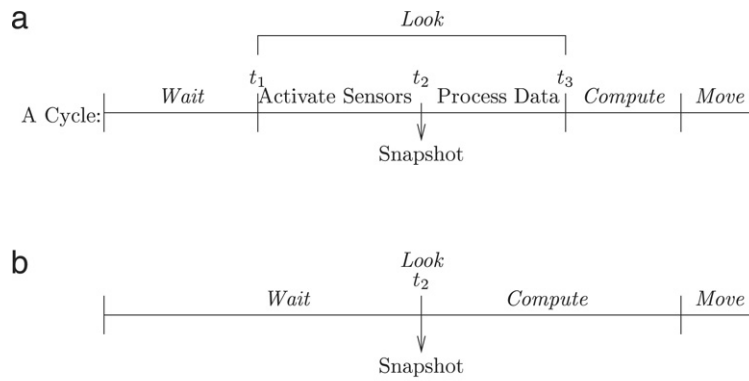 a
Look
t1 t2 t3
Wait Activate Sensors Process Data Compute Move
A Cycle:
Snapshot
b
Look
t2
Wait Compute Move
Snapshot